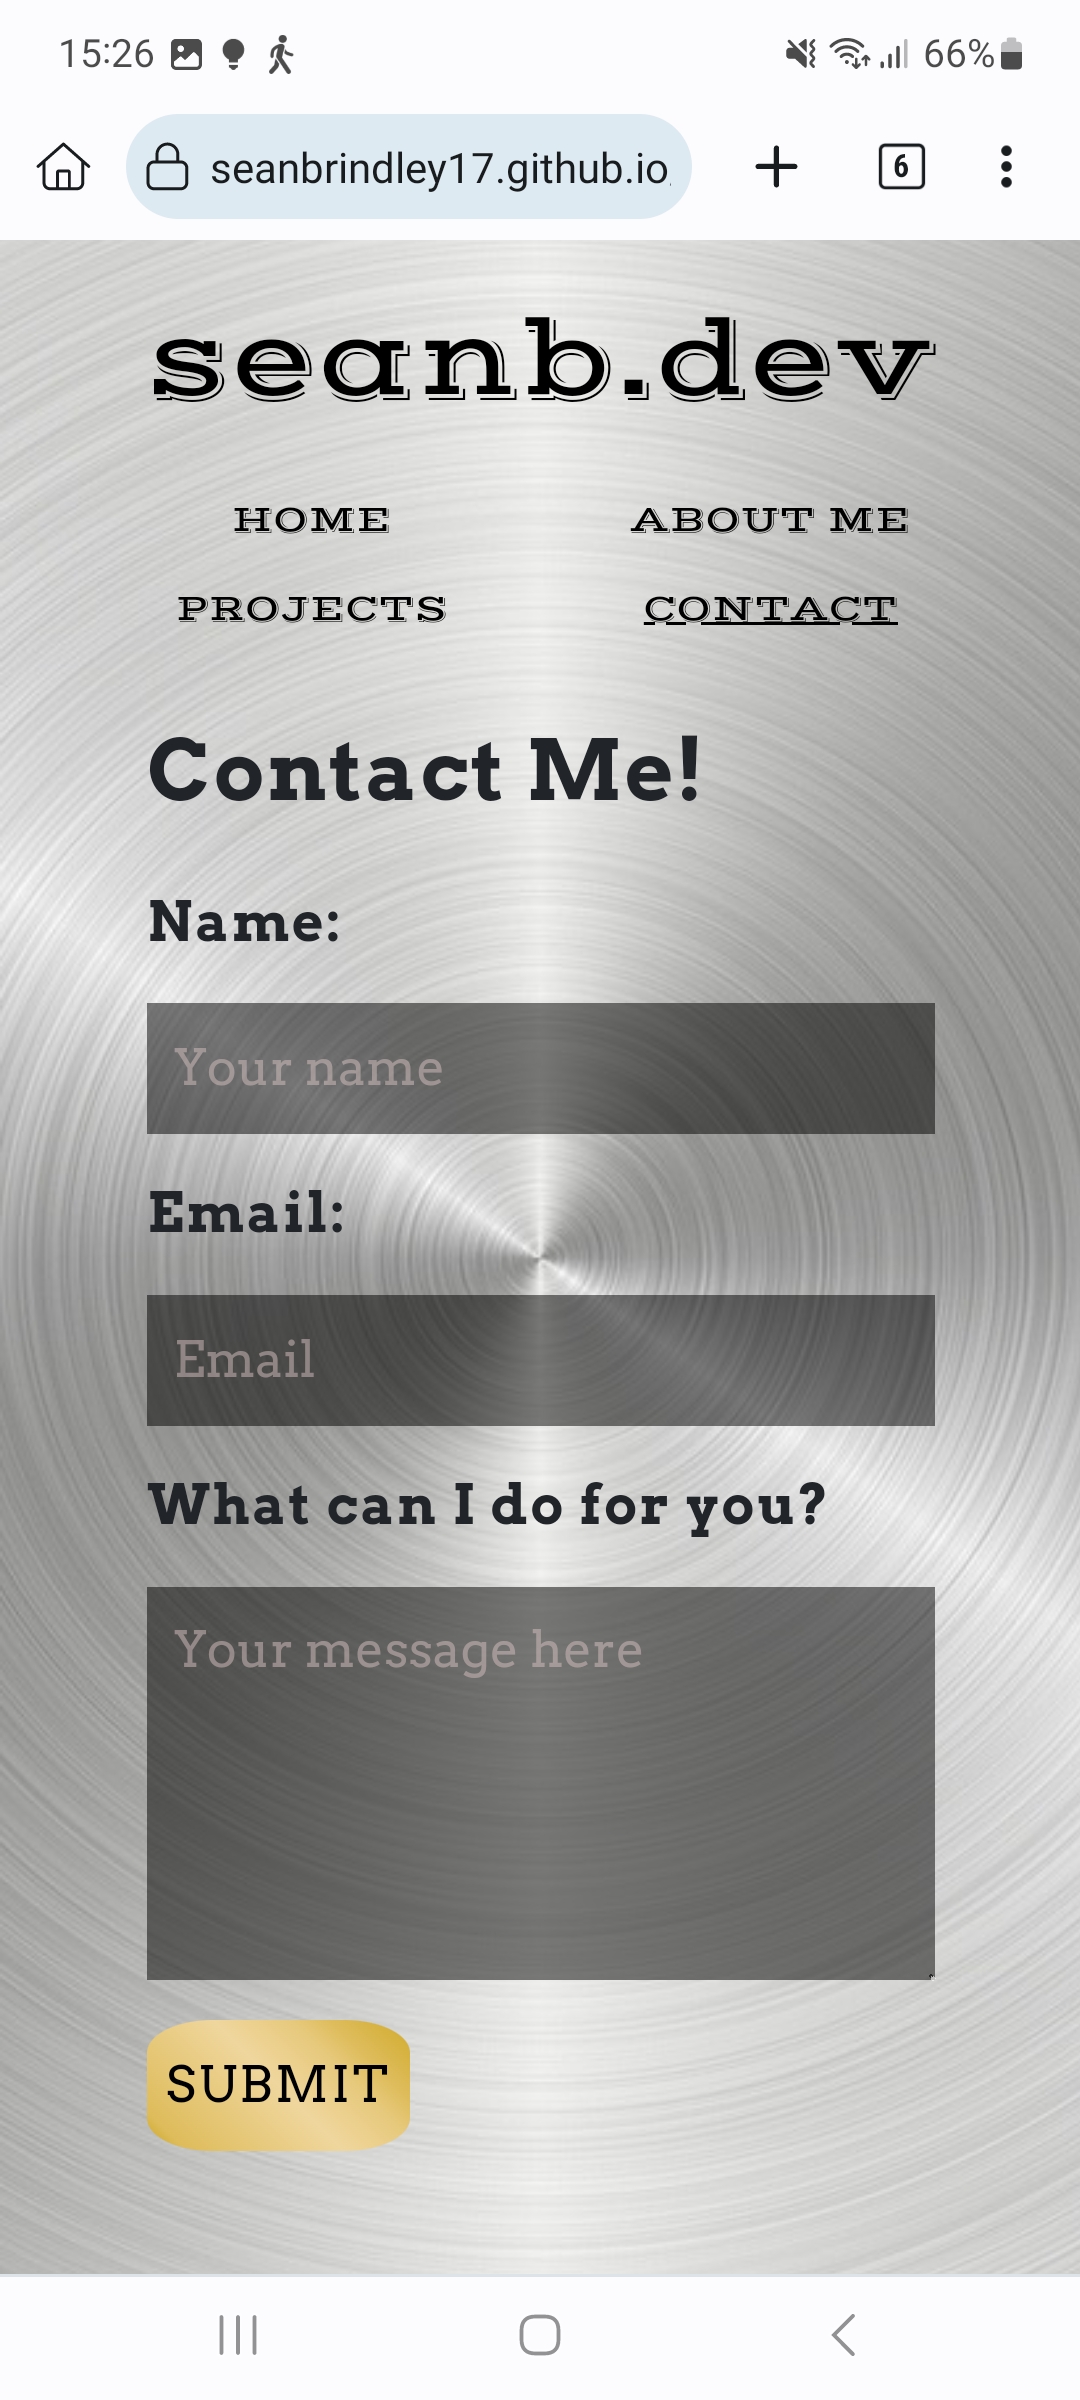 15:26
66%
seanbrindley17.github.io
6
seanb.dev
HOME ABOUT ME
PROJECTS CONTACT
Contact Me!
Name:
Your name
Email:
Email
What can I do for you?
Your message here
SUBMIT